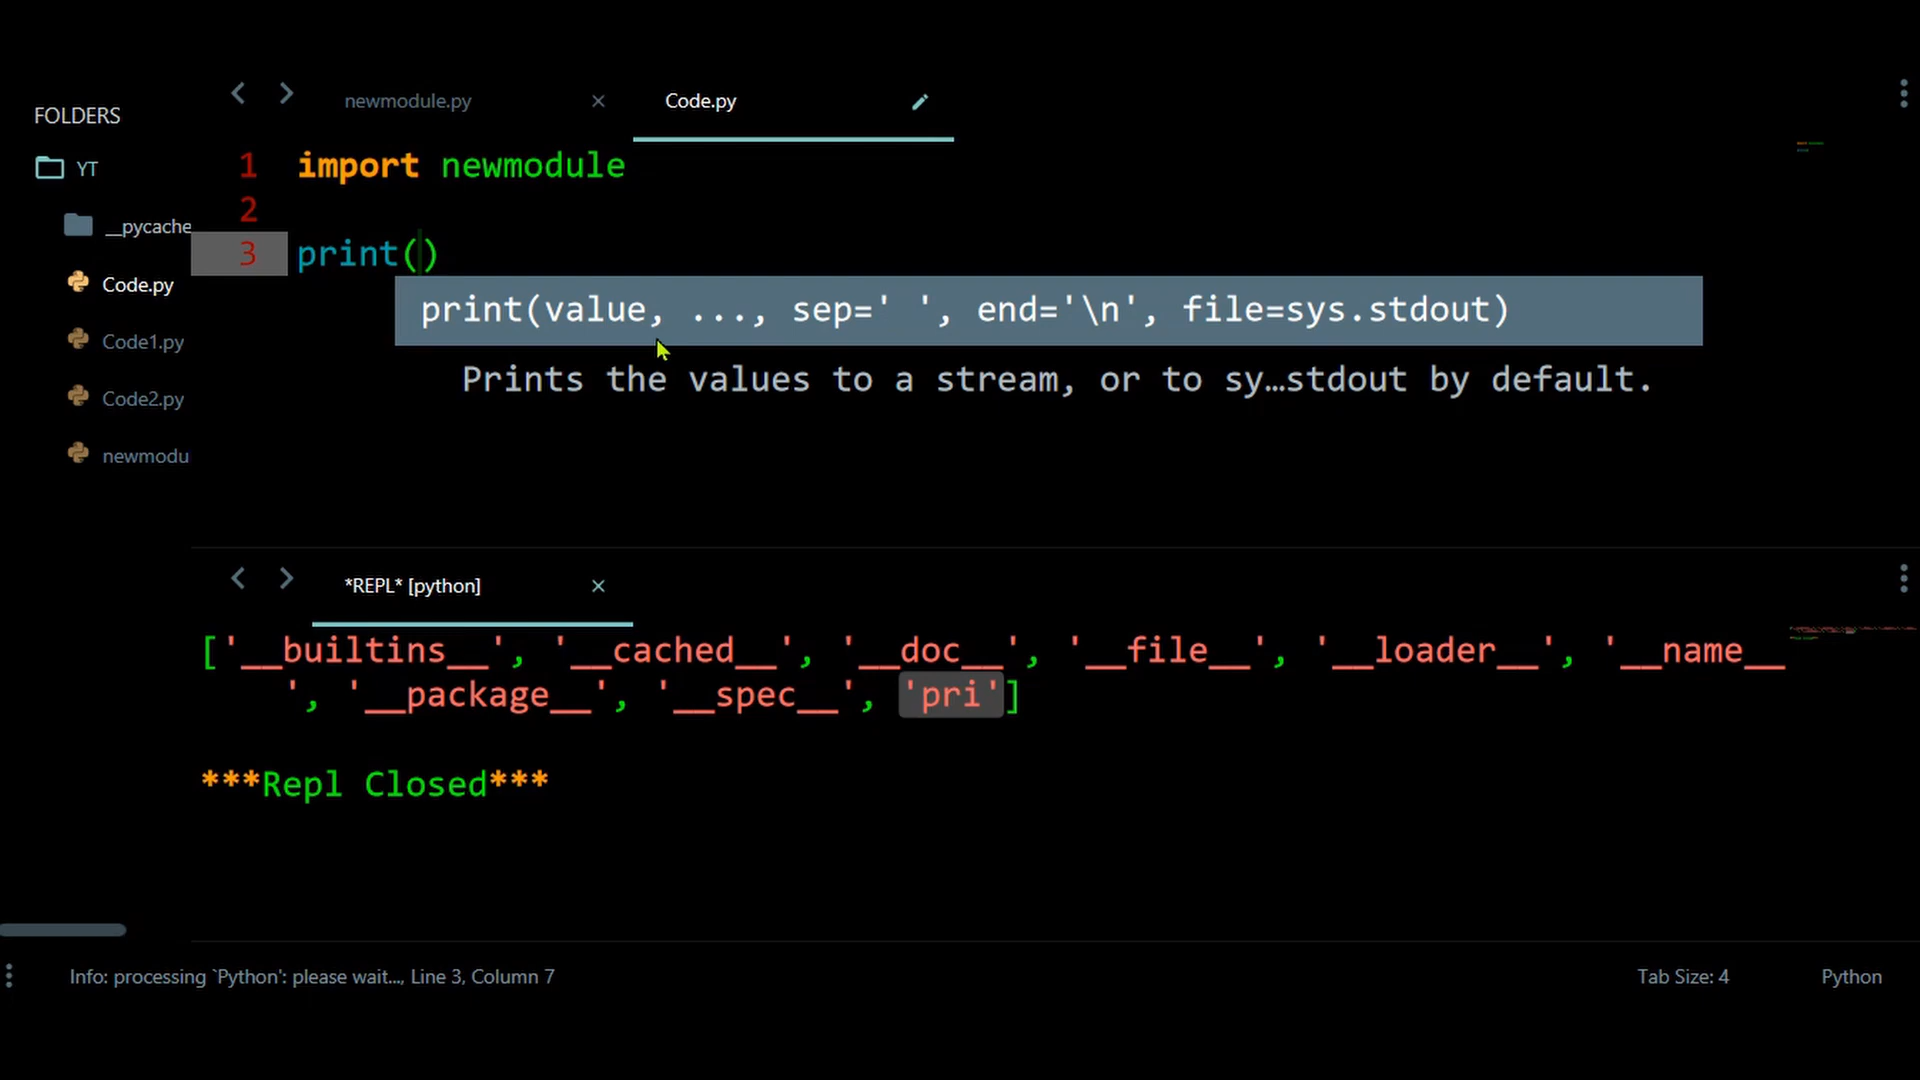 FOLDERS
YT
__pycache
Code.py
Code1.py
Code2.py
newmodu
newmodule.py
Code.py
1 import newmodule
2
3 print()
print(value, ..., sep=' ', end='\n', file=sys.stdout)
Prints the values to a stream, or to sy…stdout by default.
*REPL* [python]
['__builtins__', '__cached__', '__doc__', '__file__', '__loader__', '__name__
', '__package__', '__spec__', 'pri']
***Repl Closed***
Info: processing `Python': please wait..., Line 3, Column 7
Tab Size: 4
Python